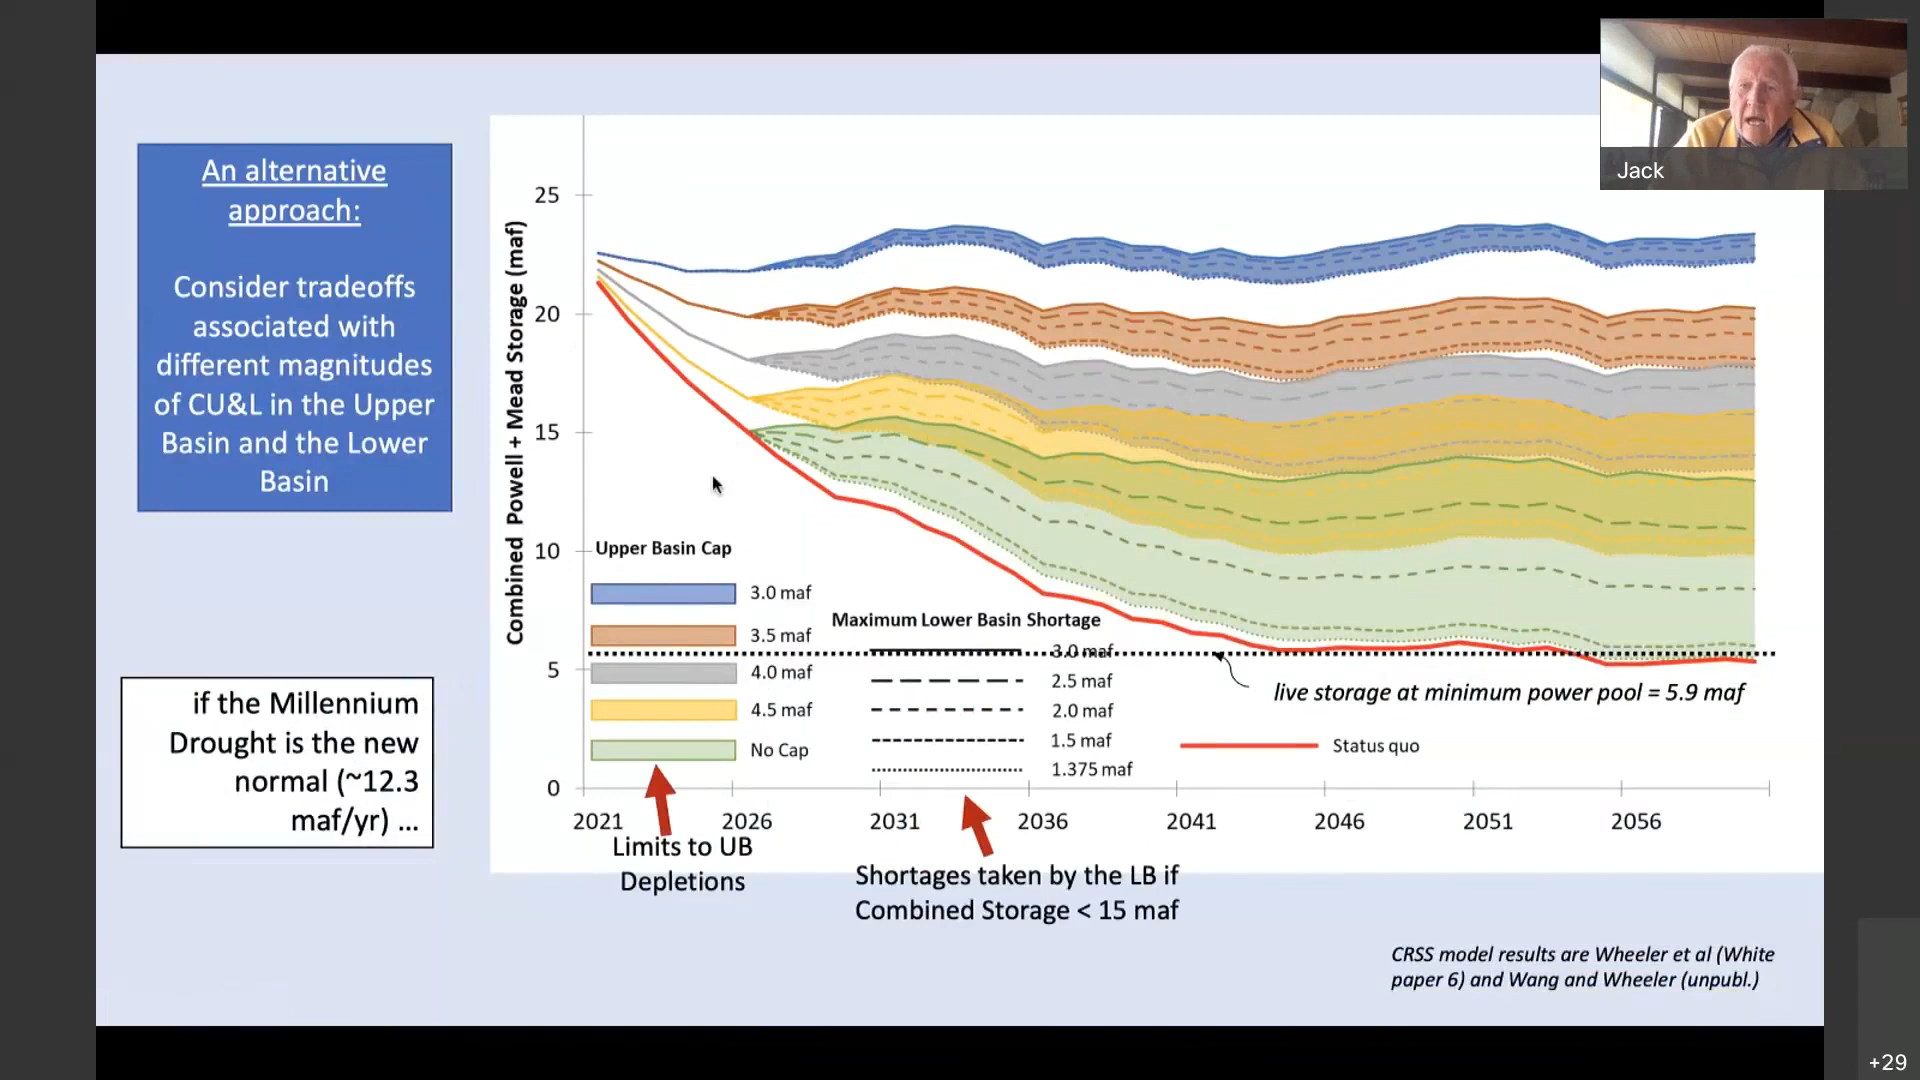 An alternative
approach:
Consider tradeoffs
associated with
different magnitudes
of CU&L in the Upper
Basin and the Lower
Basin
if the Millennium
Drought is the new
normal (~12.3
maf/yr) ...
Combined Powell + Mead Storage (maf)
25
20
15
10
5
0
2021 2026 2031 2036 2041 2046 2051 2056
Upper Basin Cap
3.0 maf
3.5 maf
4.0 maf
4.5 maf
No Cap
Maximum Lower Basin Shortage
3.0 maf
2.5 maf
2.0 maf
1.5 maf
1.375 maf
live storage at minimum power pool = 5.9 maf
Status quo
Limits to UB
Depletions
Shortages taken by the LB if
Combined Storage < 15 maf
CRSS model results are Wheeler et al (White
paper 6) and Wang and Wheeler (unpubl.)
Jack
+29